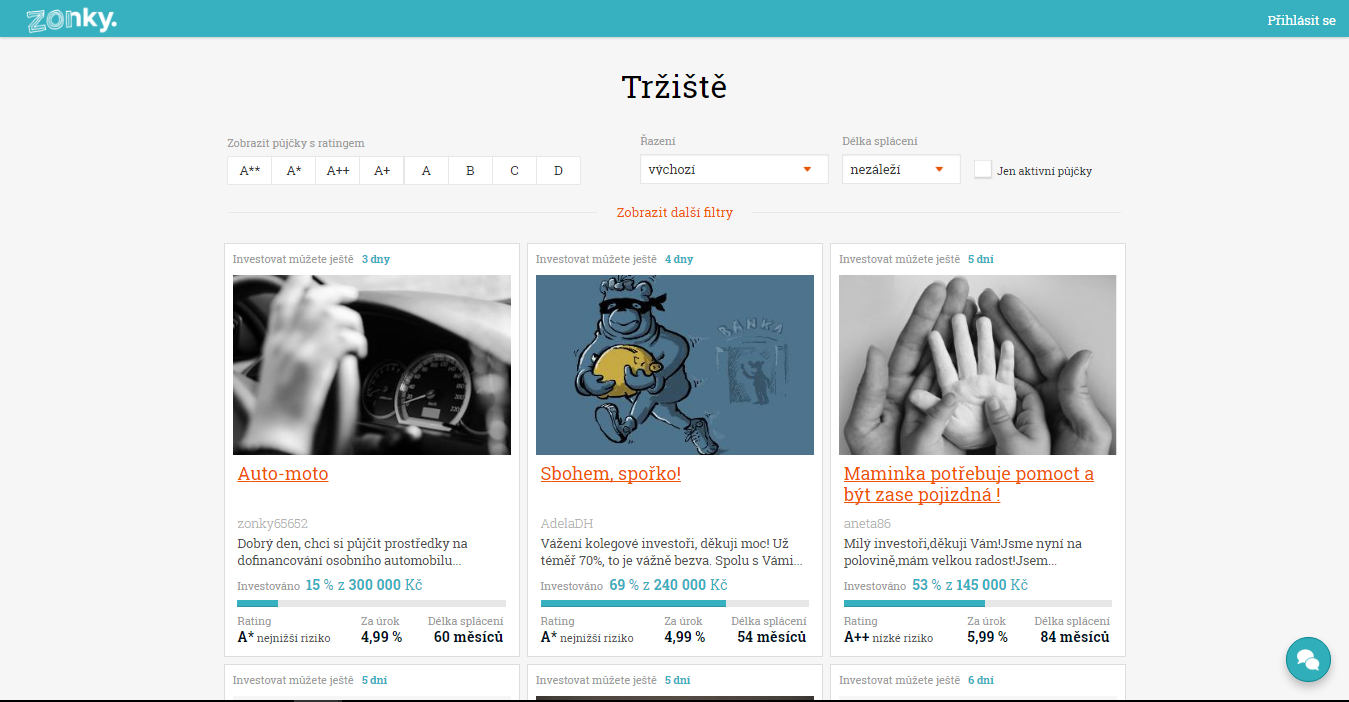 zonky.
Přihlásit se
Tržiště
Zobrazit půjčky s ratingem
Řazení
Délka splácení
A**
A*
A++
A+
A
B
C
D
výchozí
nezáleží
Jen aktivní půjčky
Zobrazit další filtry
Investovat můžete ještě 3 dny
Auto-moto
zonky65652
Dobrý den, chci si půjčit prostředky na
dofinancování osobního automobilu...
Investováno 15 % z 300 000 Kč
Rating
Za úrok
Délka splácení
A* nejnižší riziko
4,99 %
60 měsíců
Investovat můžete ještě 4 dny
BANKA
Sbohem, spořko!
AdelaDH
Vážení kolegové investoři, děkuji moc! Už
téměř 70%, to je vážně bezva. Spolu s Vámi...
Investováno 69 % z 240 000 Kč
Rating
Za úrok
Délka splácení
A* nejnižší riziko
4,99 %
54 měsíců
Investovat můžete ještě 5 dní
Maminka potřebuje pomoct a
být zase pojizdná !
aneta86
Milý investoři,děkuji Vám!Jsme nyní na
polovině,mám velkou radost!Jsem...
Investováno 53 % z 145 000 Kč
Rating
Za úrok
Délka splácení
A++ nízké riziko
5,99 %
84 měsíců
Investovat můžete ještě 5 dní
Investovat můžete ještě 5 dní
Investovat můžete ještě 6 dní